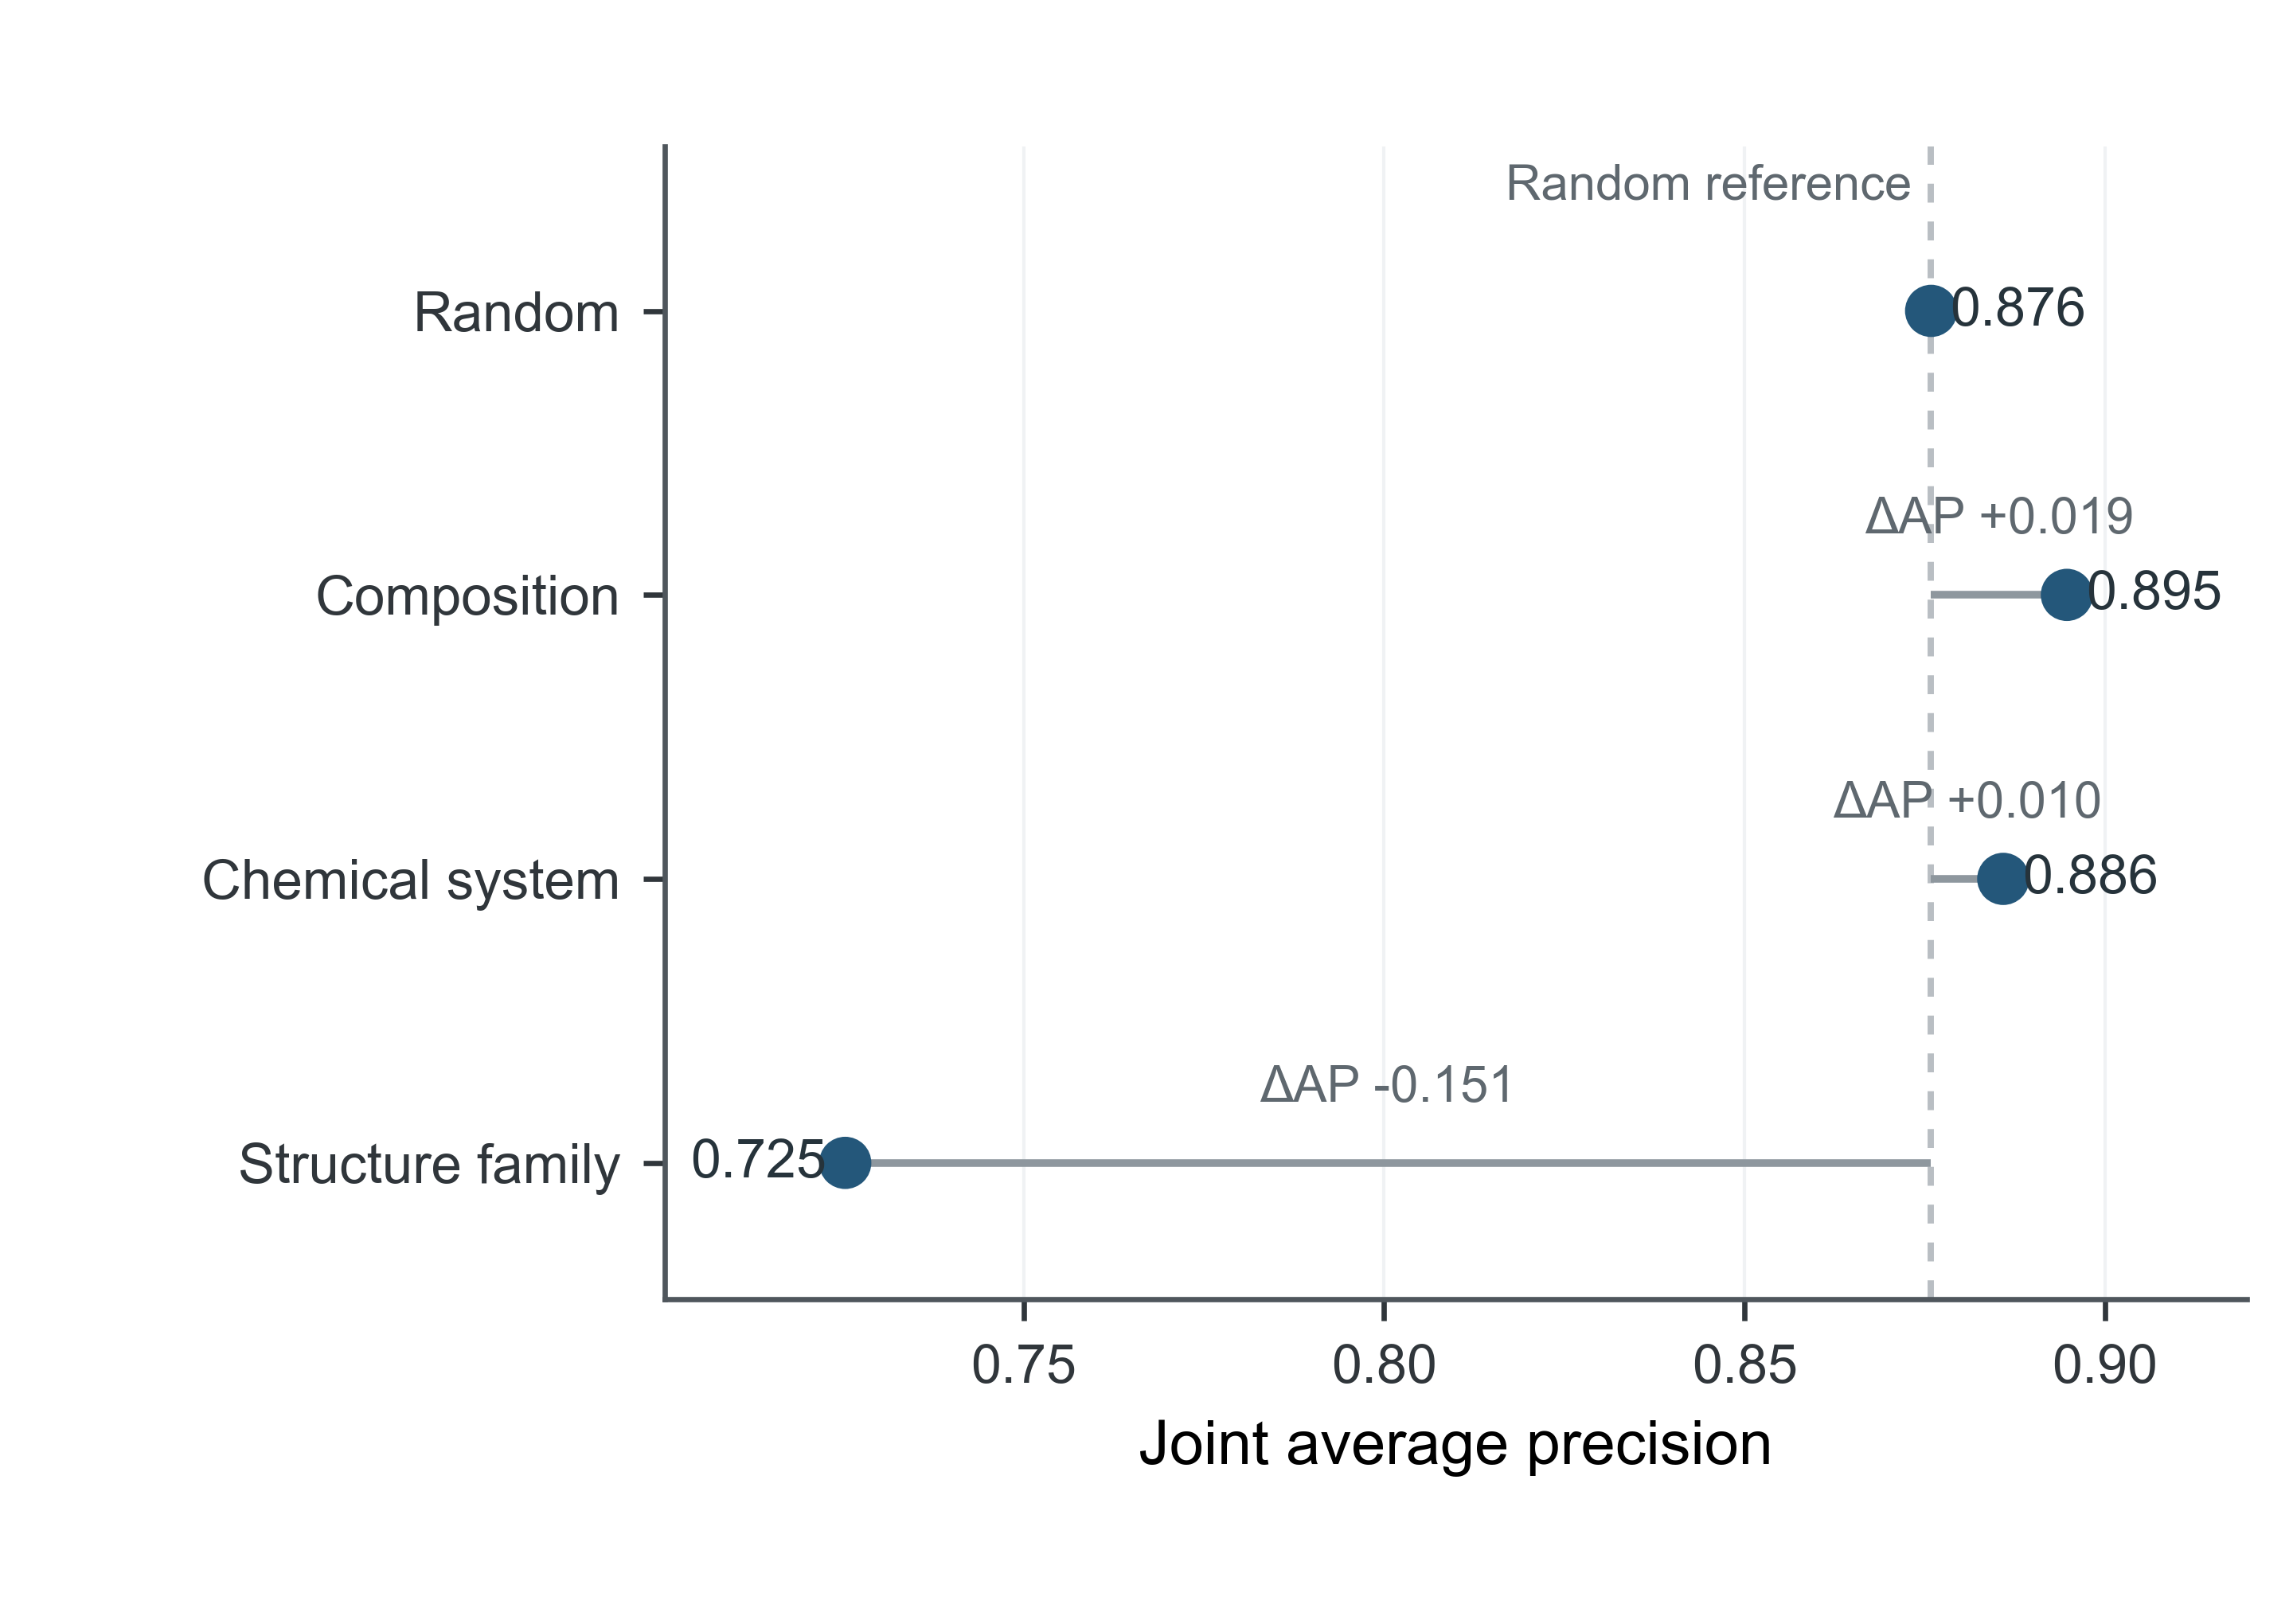 Random reference
Random
0.876
ΔAP +0.019
Composition
0.895
ΔAP +0.010
Chemical system
0.886
ΔAP -0.151
Structure family
0.725
0.75
0.80
0.85
0.90
Joint average precision